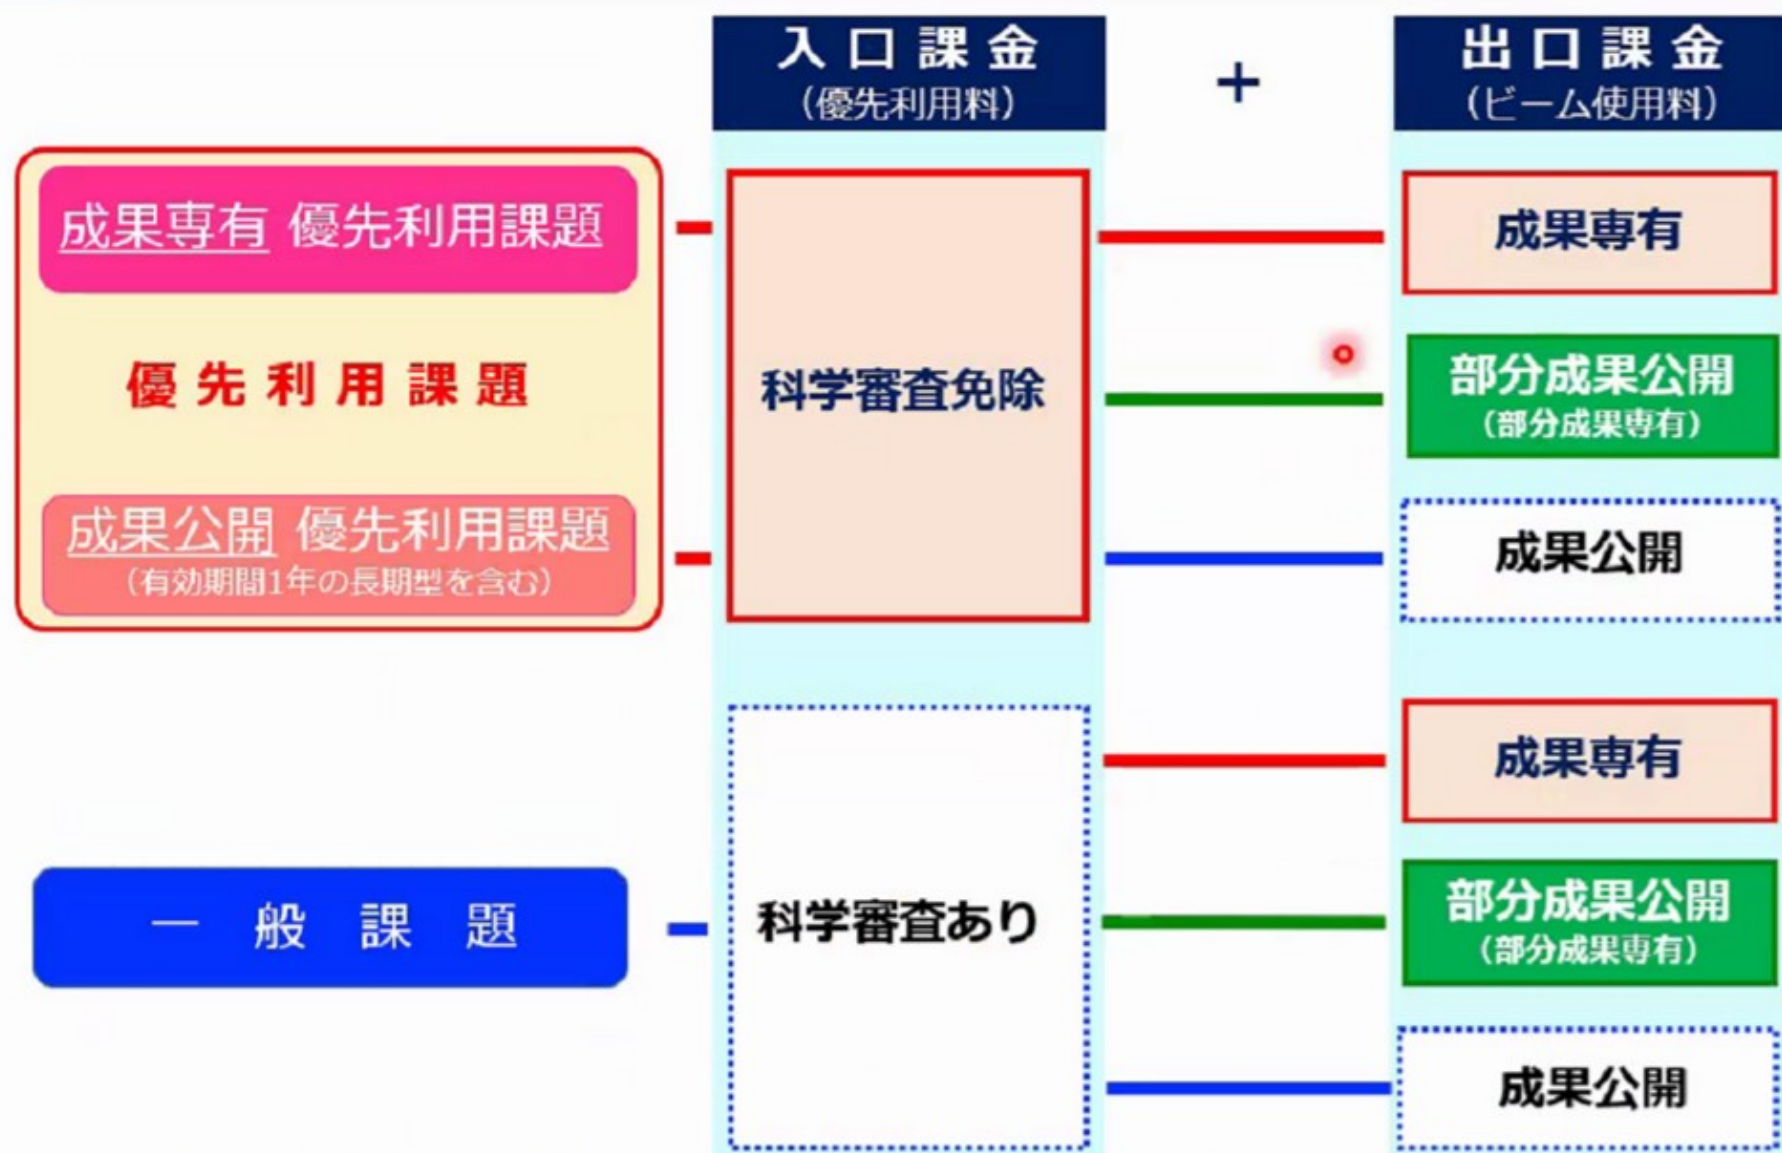 入口課金
(優先利用料)
+
出口課金
(ビーム使用料)
成果専有 優先利用課題
優先利用課題
成果公開 優先利用課題
(有効期間1年の長期型を含む)
科学審査免除
成果専有
部分成果公開
(部分成果専有)
成果公開
一般課題
科学審査あり
成果専有
部分成果公開
(部分成果専有)
成果公開